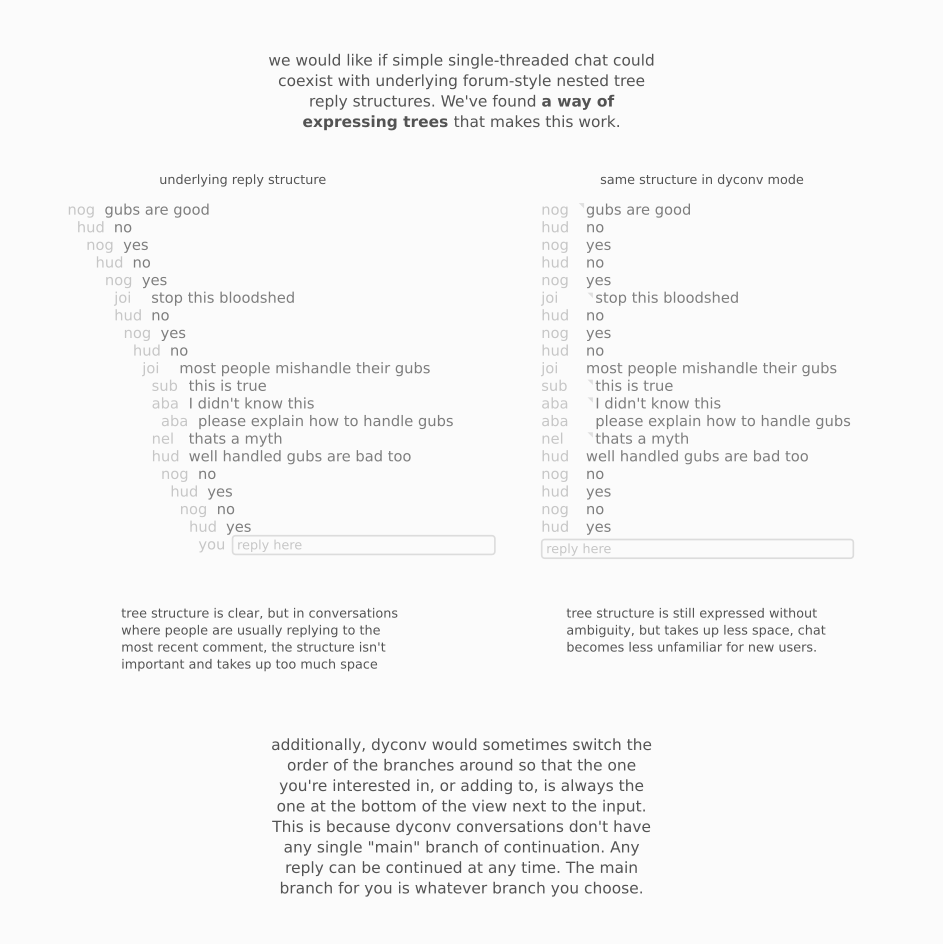 we would like if simple single-threaded chat could
coexist with underlying forum-style nested tree
reply structures. We've found a way of
expressing trees that makes this work.
underlying reply structure
nog gubs are good
hud no
nog yes
hud no
nog yes
joi stop this bloodshed
hud no
nog yes
hud no
joi most people mishandle their gubs
sub this is true
aba I didn't know this
aba please explain how to handle gubs
nel thats a myth
hud well handled gubs are bad too
nog no
hud yes
nog no
hud yes
you reply here
tree structure is clear, but in conversations
where people are usually replying to the
most recent comment, the structure isn't
important and takes up too much space
same structure in dyconv mode
nog gubs are good
hud no
nog yes
hud no
nog yes
joi stop this bloodshed
hud no
nog yes
hud no
joi most people mishandle their gubs
sub this is true
aba I didn't know this
aba please explain how to handle gubs
nel thats a myth
hud well handled gubs are bad too
nog no
hud yes
nog no
hud yes
reply here
tree structure is still expressed without
ambiguity, but takes up less space, chat
becomes less unfamiliar for new users.
additionally, dyconv would sometimes switch the
order of the branches around so that the one
you're interested in, or adding to, is always the
one at the bottom of the view next to the input.
This is because dyconv conversations don't have
any single "main" branch of continuation. Any
reply can be continued at any time. The main
branch for you is whatever branch you choose.